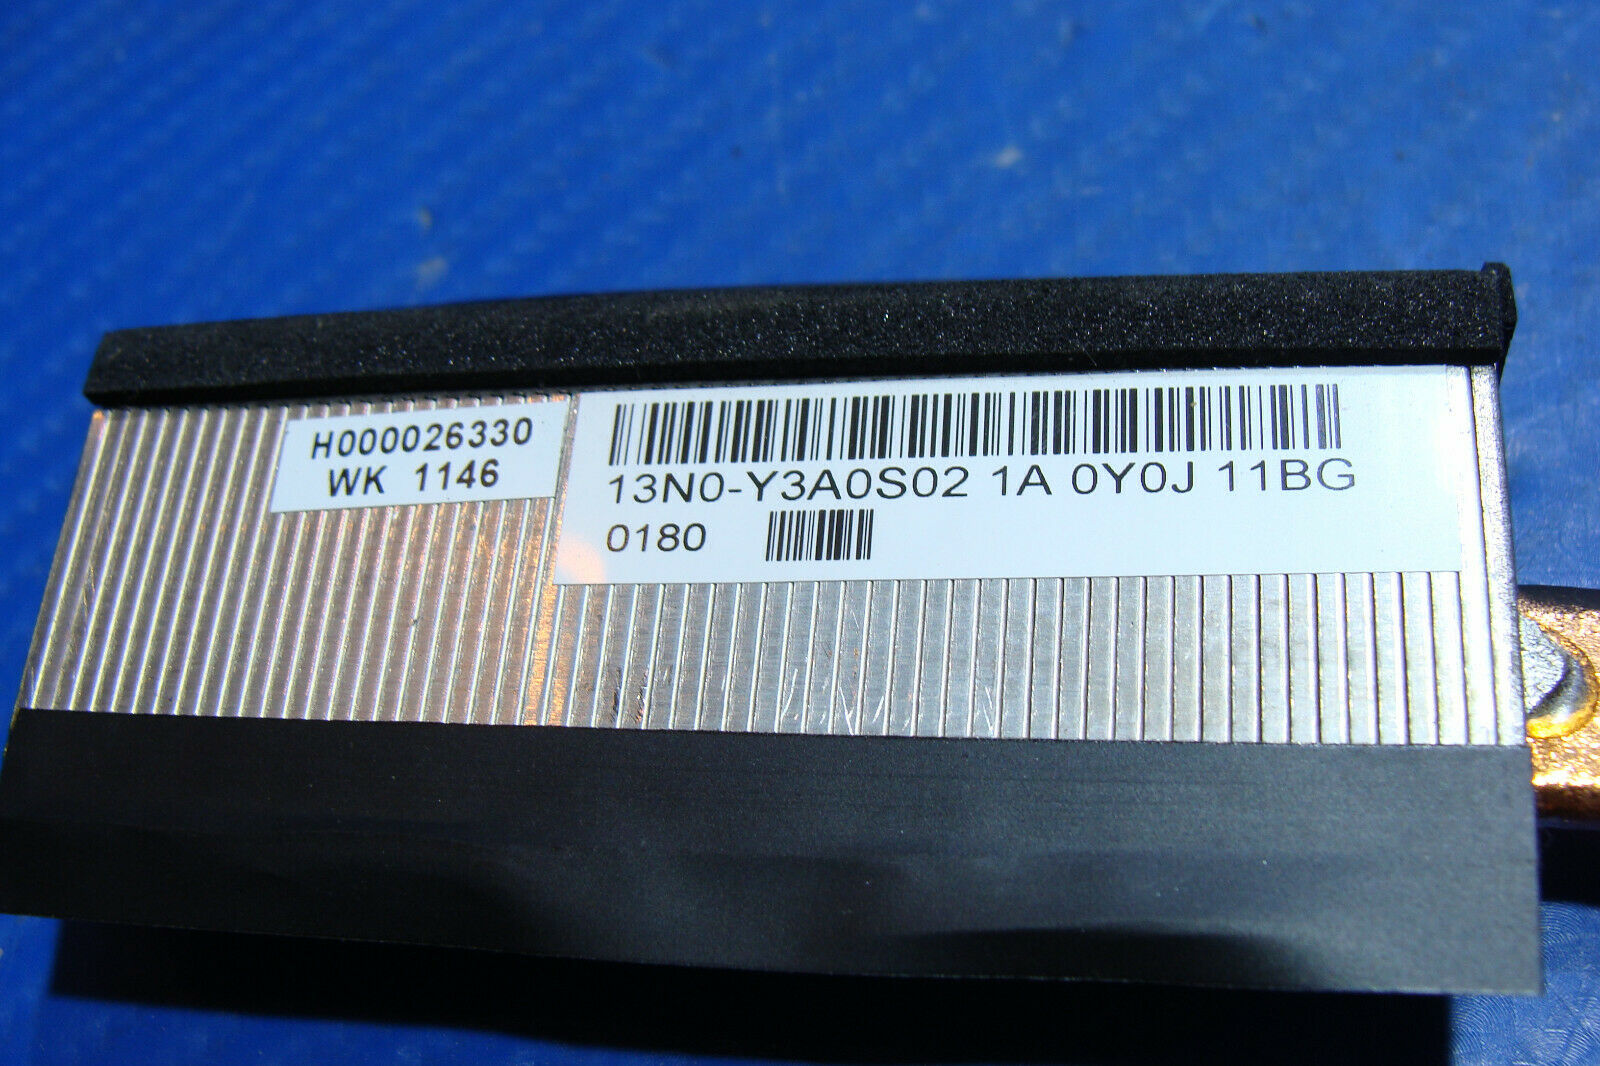 H000026330
WK 1146
13N0-Y3A0S02 1A 0Y0J 11BG
0180